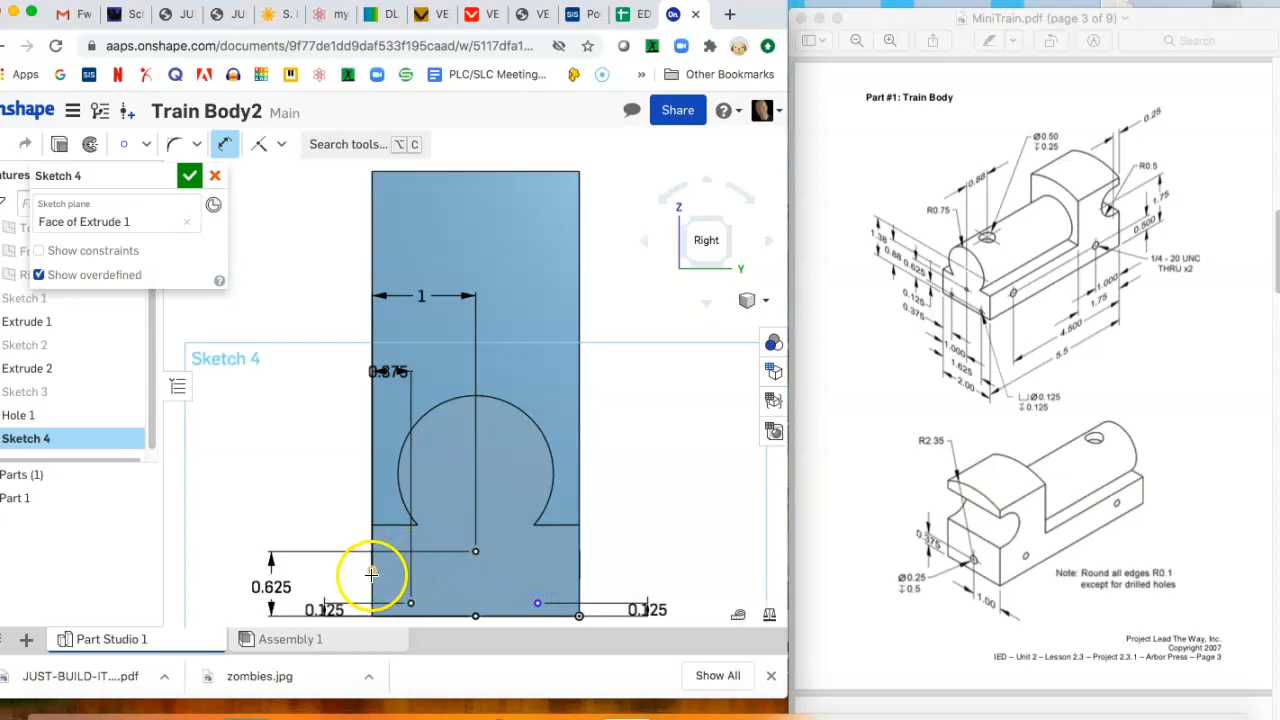 Fw
Sc
JU
JU
S.
my
DL
VE
VE
VE
Po
ED
On
MiniTrain.pdf (page 3 of 9)
aaps.onshape.com/documents/9f77de1dd9daf533f195caad/w/5117dfa1...
Search
Apps
PLC/SLC Meeting...
»
Other Bookmarks
nshape
Train Body2 Main
Share
Search tools... ⌥ C
Sketch 4
Sketch plane
Face of Extrude 1
Show constraints
Show overdefined
Sketch 1
Extrude 1
Sketch 2
Extrude 2
Sketch 3
Hole 1
Sketch 4
Parts (1)
Part 1
Z
Right
Y
1
Sketch 4
0.375
0.625
0.125
0.125
Part Studio 1
Assembly 1
JUST-BUILD-IT....pdf
zombies.jpg
Show All
Part #1: Train Body
0.25
Ø0.50
↧0.25
0.88
R0.5
R0.75
1.75
0.500
1.38
0.88
0.625
1/4 - 20 UNC
THRU x2
0.125
0.375
1.000
1.75
4.500
1.000
1.625
2.00
5.5
⌴Ø0.125
↧0.125
R2.35
0.375
Ø0.25
↧0.5
1.00
Note: Round all edges R0.1
except for drilled holes
Project Lead The Way, Inc.
Copyright 2007
IED – Unit 2 – Lesson 2.3 – Project 2.3.1 – Arbor Press – Page 3